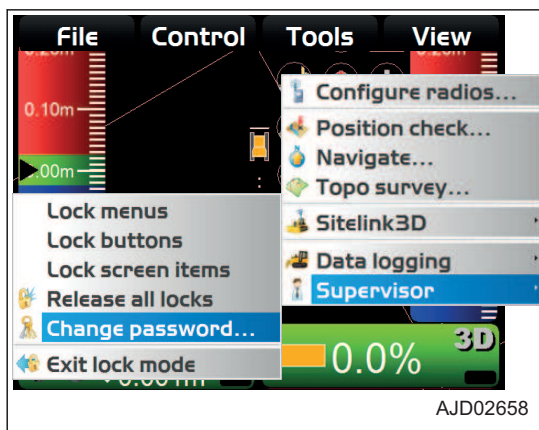 File Control Tools View
0.10m
Configure radios...
Position check...
Navigate...
.00m
Topo survey...
Lock menus
Sitelink3D
Lock buttons
Lock screen items
Data logging
Release all locks
Supervisor
Change password...
Exit lock mode
0.0%
3D
AJD02658